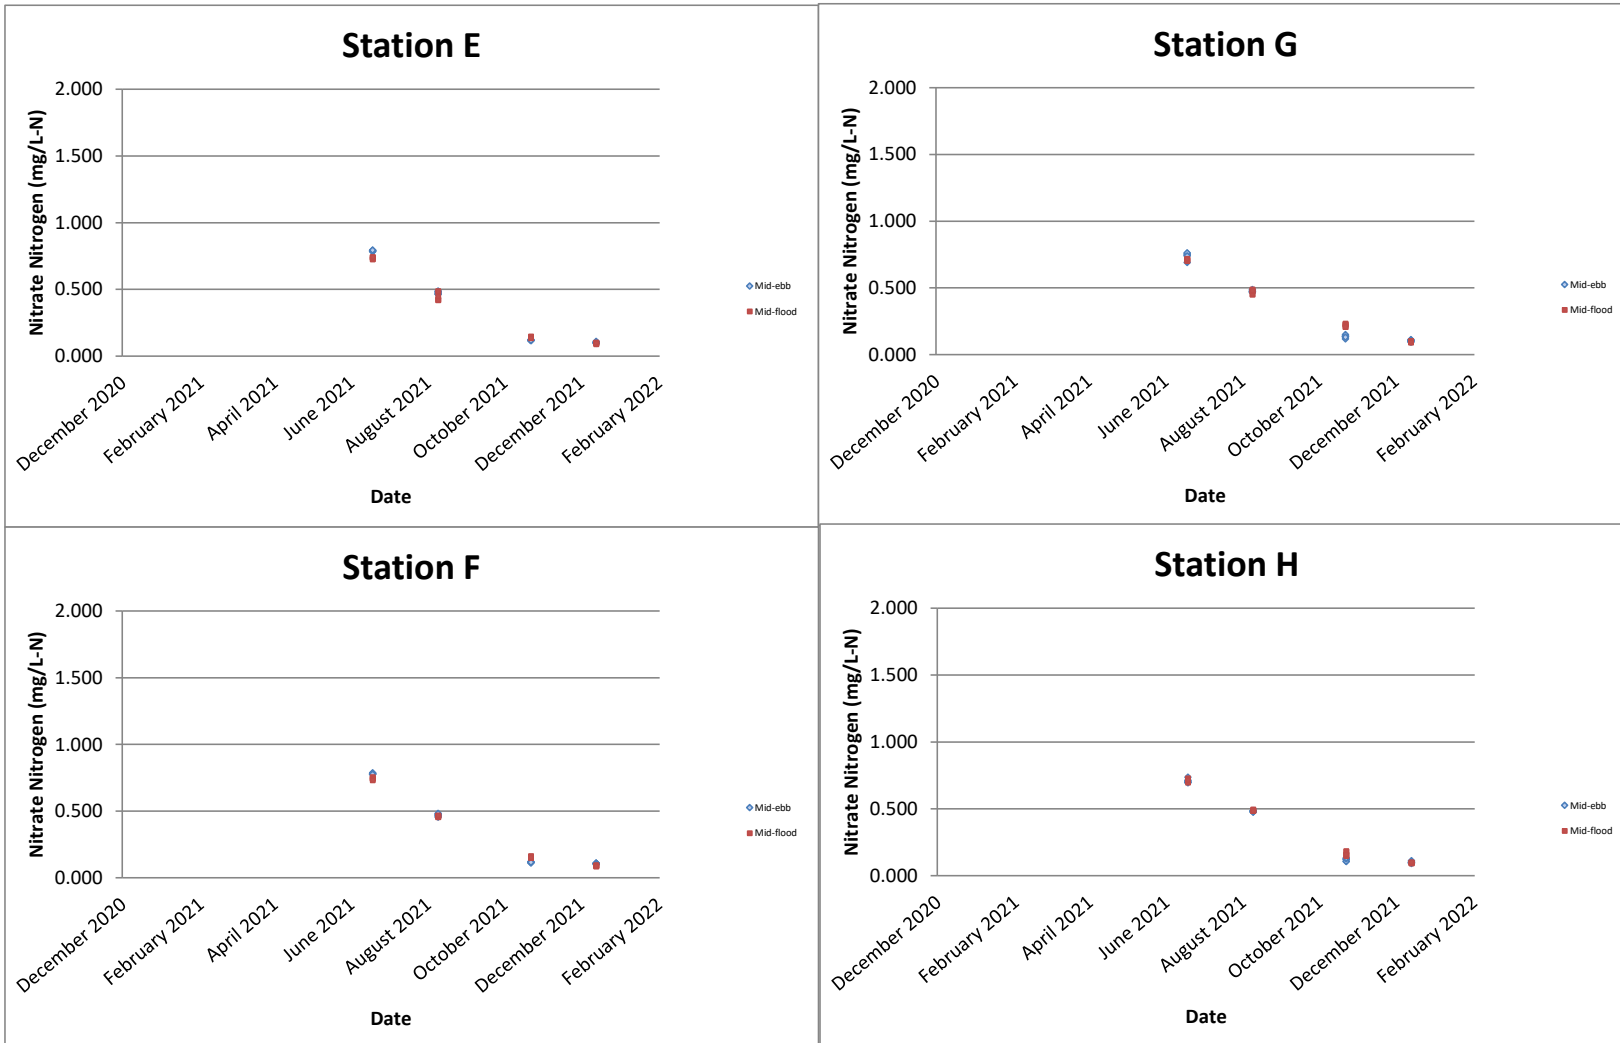 Station E
Nitrate Nitrogen (mg/L-N)
2.000
1.500
1.000
0.500
0.000
December 2020
February 2021
April 2021
June 2021
August 2021
October 2021
December 2021
February 2022
Date
Mid-ebb
Mid-flood
Station G
Nitrate Nitrogen (mg/L-N)
2.000
1.500
1.000
0.500
0.000
December 2020
February 2021
April 2021
June 2021
August 2021
October 2021
December 2021
February 2022
Date
Mid-ebb
Mid-flood
Station F
Nitrate Nitrogen (mg/L-N)
2.000
1.500
1.000
0.500
0.000
December 2020
February 2021
April 2021
June 2021
August 2021
October 2021
December 2021
February 2022
Date
Mid-ebb
Mid-flood
Station H
Nitrate Nitrogen (mg/L-N)
2.000
1.500
1.000
0.500
0.000
December 2020
February 2021
April 2021
June 2021
August 2021
October 2021
December 2021
February 2022
Date
Mid-ebb
Mid-flood